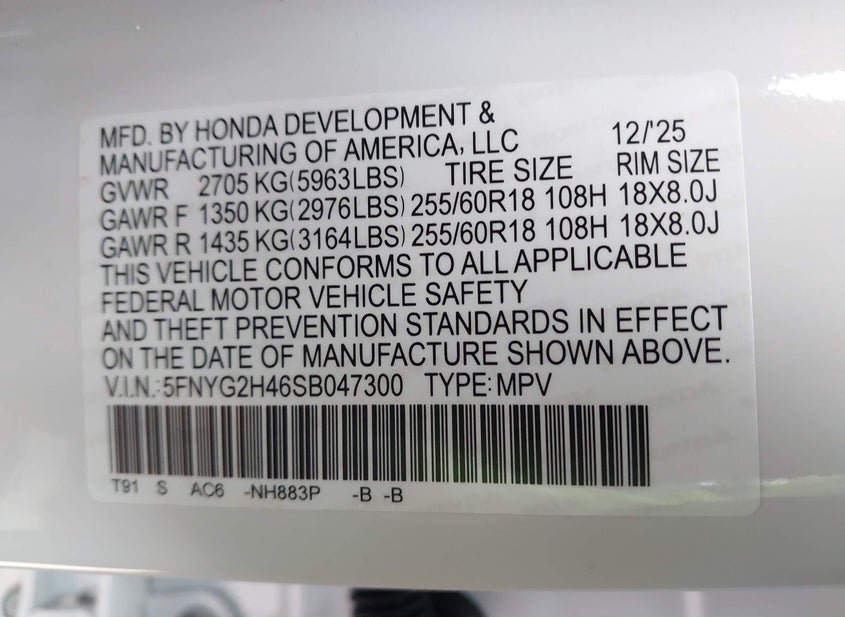 MFD. BY HONDA DEVELOPMENT &
MANUFACTURING OF AMERICA, LLC 12/'25
GVWR 2705 KG(5963LBS) TIRE SIZE RIM SIZE
GAWR F 1350 KG(2976LBS) 255/60R18 108H 18X8.0J
GAWR R 1435 KG(3164LBS) 255/60R18 108H 18X8.0J
THIS VEHICLE CONFORMS TO ALL APPLICABLE
FEDERAL MOTOR VEHICLE SAFETY
AND THEFT PREVENTION STANDARDS IN EFFECT
ON THE DATE OF MANUFACTURE SHOWN ABOVE.
V.I.N.:5FNYG2H46SB047300 TYPE: MPV
T91 S AC6 -NH883P -B -B